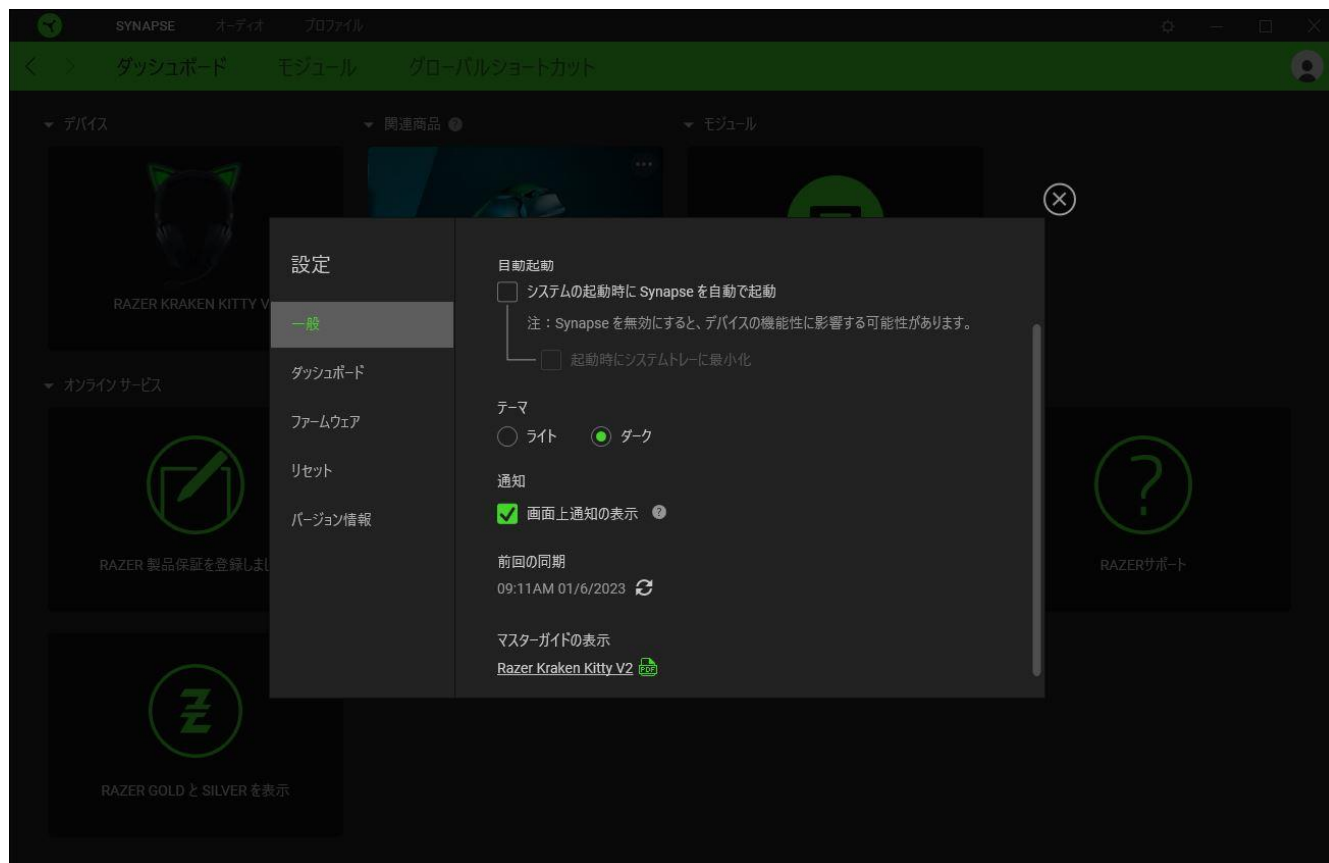 SYNAPSE オーディオ プロファイル
ダッシュボード モジュール グローバルショートカット
デバイス 関連商品 ? モジュール
RAZER KRAKEN KITTY V
オンライン サービス
RAZER 製品保証を登録しまし
RAZERサポート
RAZER GOLD と SILVER を表示
設定
一般
ダッシュボード
ファームウェア
リセット
バージョン情報
自動起動
システムの起動時に Synapse を自動で起動
注：Synapse を無効にすると、デバイスの機能性に影響する可能性があります。
起動時にシステムトレーに最小化
テーマ
ライト ダーク
通知
画面上通知の表示 ?
前回の同期
09:11AM 01/6/2023
マスターガイドの表示
Razer Kraken Kitty V2 PDF